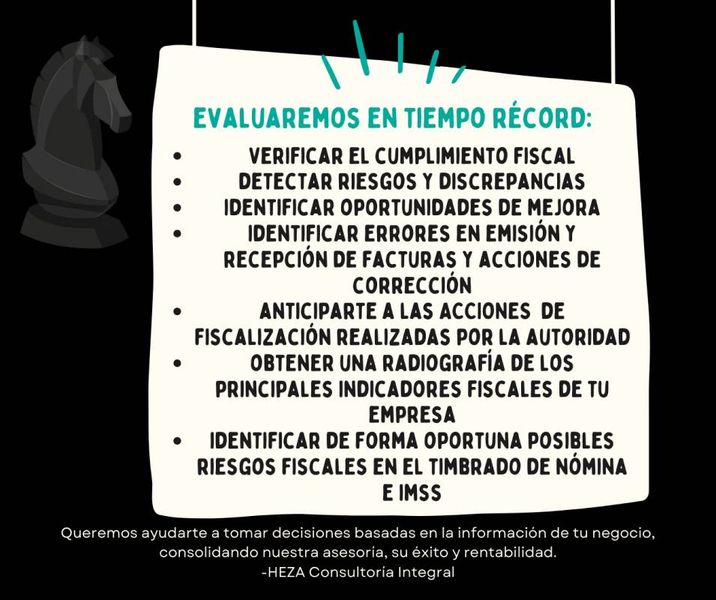 EVALUAREMOS EN TIEMPO RÉCORD:
• VERIFICAR EL CUMPLIMIENTO FISCAL
• DETECTAR RIESGOS Y DISCREPANCIAS
• IDENTIFICAR OPORTUNIDADES DE MEJORA
• IDENTIFICAR ERRORES EN EMISIÓN Y
RECEPCIÓN DE FACTURAS Y ACCIONES DE
CORRECCIÓN
• ANTICIPARTE A LAS ACCIONES DE
FISCALIZACIÓN REALIZADAS POR LA AUTORIDAD
• OBTENER UNA RADIOGRAFÍA DE LOS
PRINCIPALES INDICADORES FISCALES DE TU
EMPRESA
• IDENTIFICAR DE FORMA OPORTUNA POSIBLES
RIESGOS FISCALES EN EL TIMBRADO DE NÓMINA
E IMSS
Queremos ayudarte a tomar decisiones basadas en la información de tu negocio,
consolidando nuestra asesoría, su éxito y rentabilidad.
-HEZA Consultoría Integral